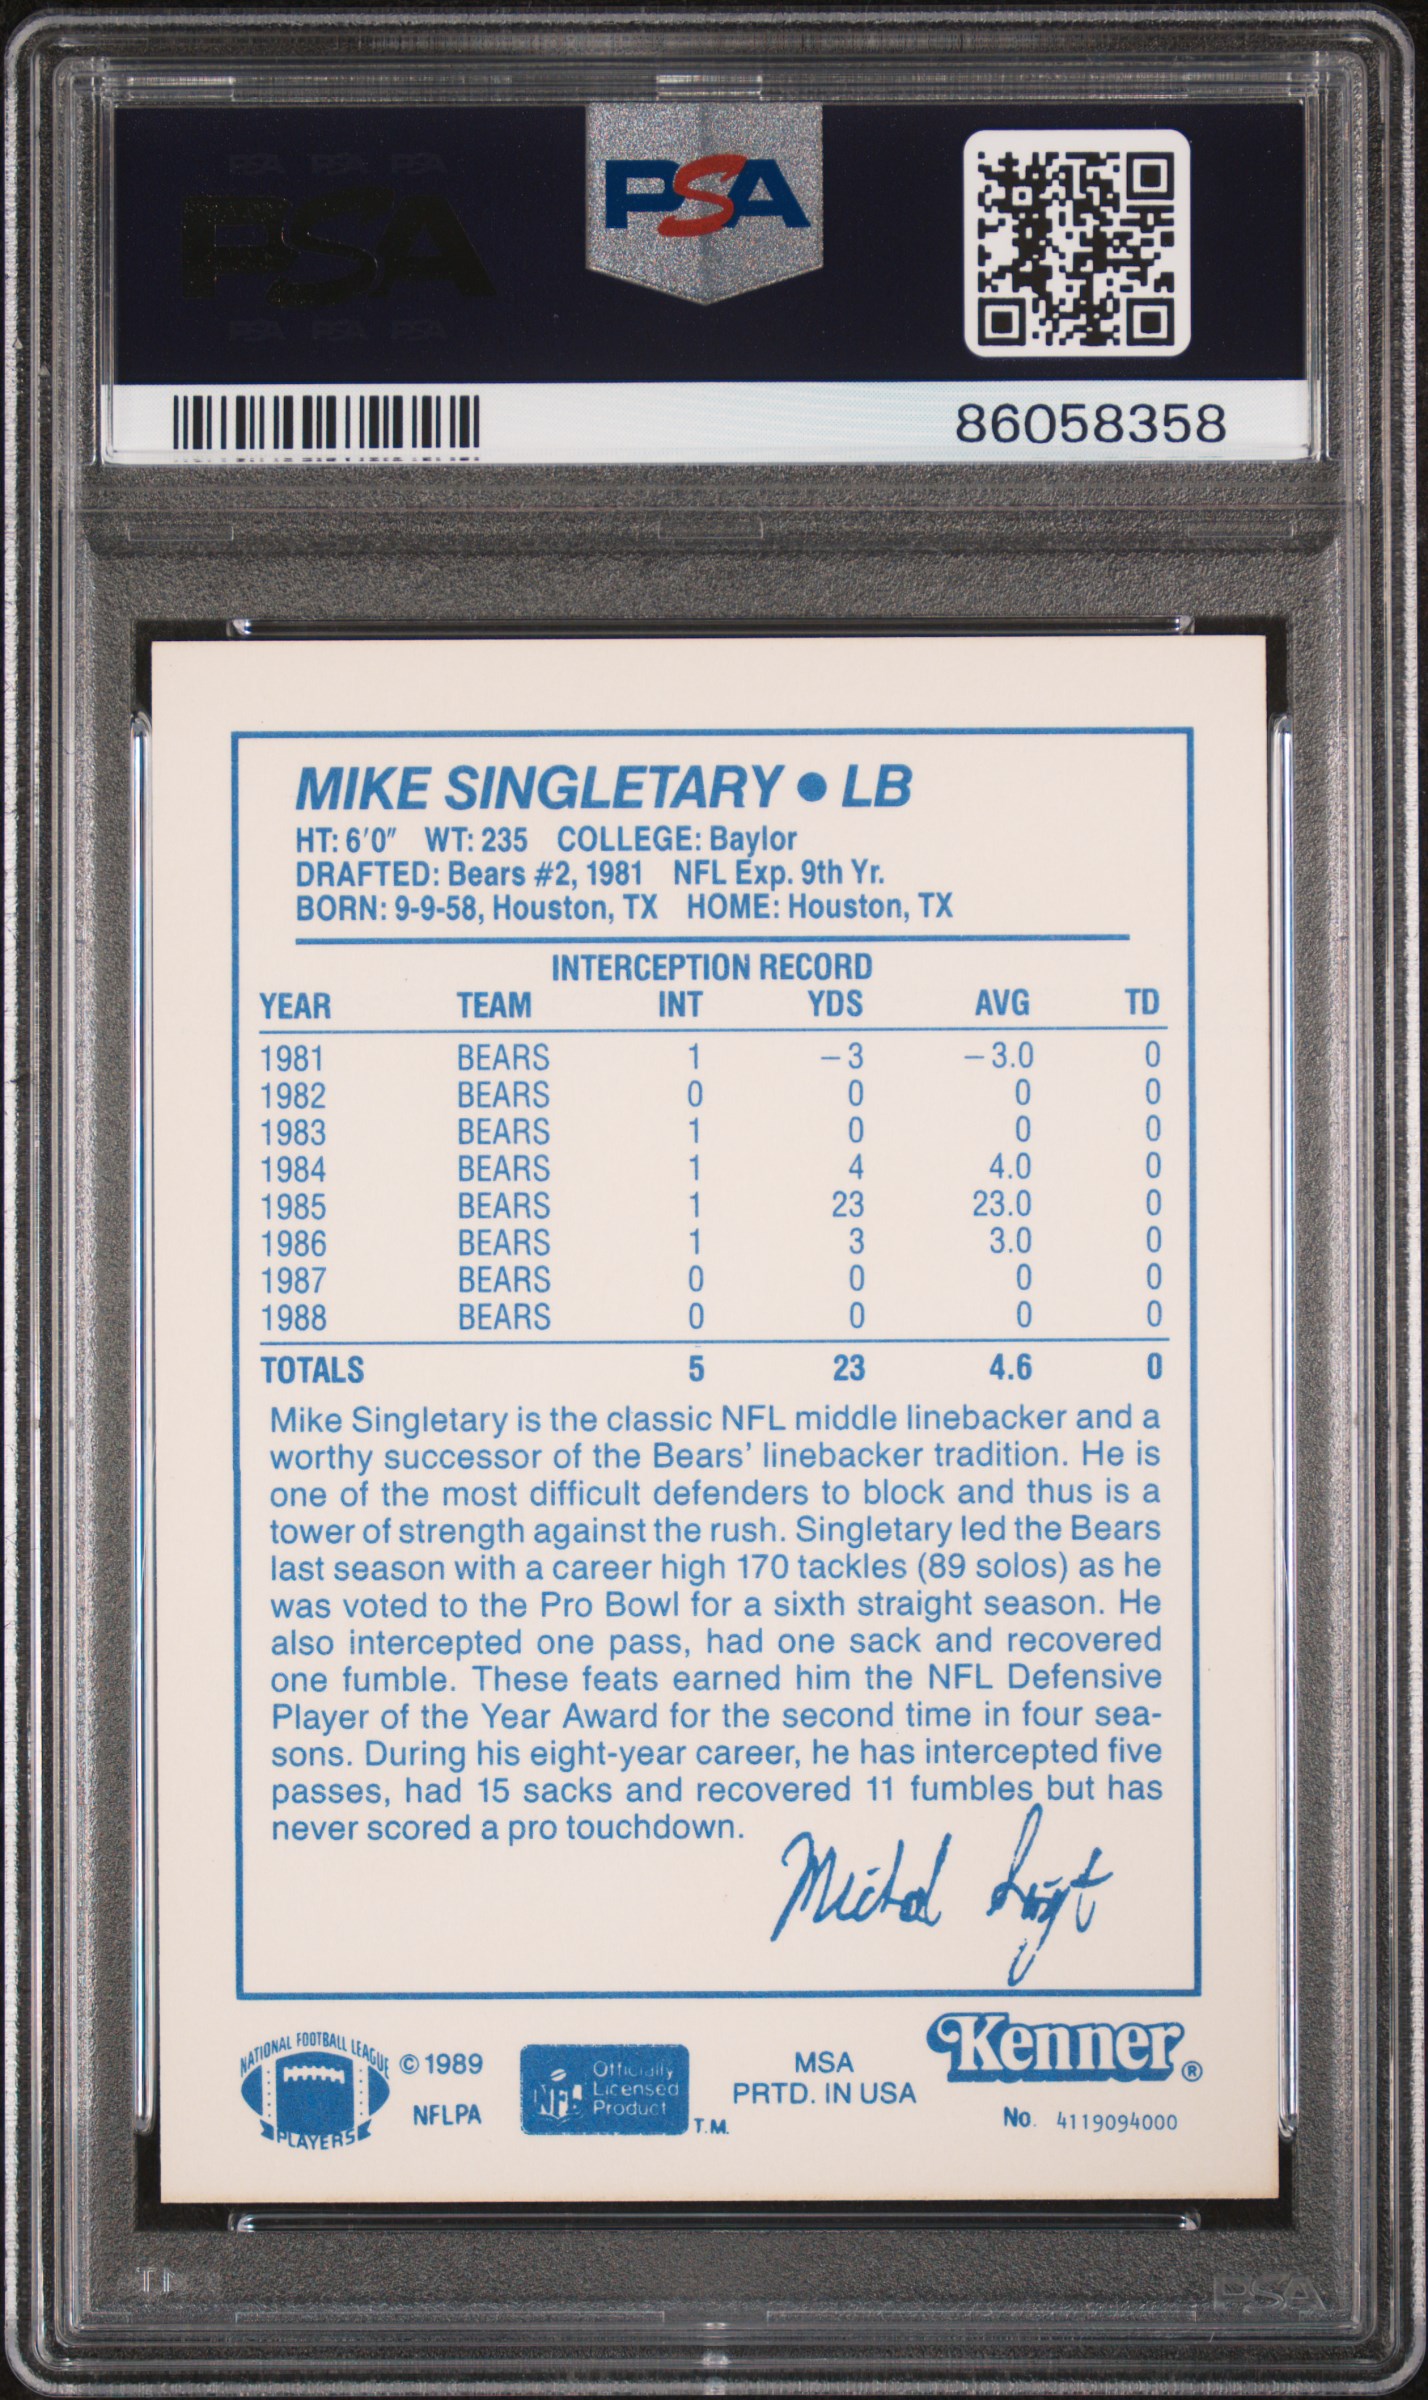 PSA PSA PSA
PSA
PSA PSA PSA
PSA
86058358
MIKE SINGLETARY • LB
HT: 6'0" WT: 235 COLLEGE: Baylor
DRAFTED: Bears #2, 1981 NFL Exp. 9th Yr.
BORN: 9-9-58, Houston, TX HOME: Houston, TX
INTERCEPTION RECORD
YEAR TEAM INT YDS AVG TD
1981 BEARS 1 –3 –3.0 0
1982 BEARS 0 0 0 0
1983 BEARS 1 0 0 0
1984 BEARS 1 4 4.0 0
1985 BEARS 1 23 23.0 0
1986 BEARS 1 3 3.0 0
1987 BEARS 0 0 0 0
1988 BEARS 0 0 0 0
TOTALS 5 23 4.6 0
Mike Singletary is the classic NFL middle linebacker and a
worthy successor of the Bears' linebacker tradition. He is
one of the most difficult defenders to block and thus is a
tower of strength against the rush. Singletary led the Bears
last season with a career high 170 tackles (89 solos) as he
was voted to the Pro Bowl for a sixth straight season. He
also intercepted one pass, had one sack and recovered
one fumble. These feats earned him the NFL Defensive
Player of the Year Award for the second time in four sea-
sons. During his eight-year career, he has intercepted five
passes, had 15 sacks and recovered 11 fumbles but has
never scored a pro touchdown.
NATIONAL FOOTBALL LEAGUE
PLAYERS
© 1989
NFLPA
NFL
Officially
Licensed
Product
T.M.
MSA
PRTD. IN USA
Kenner®
No. 4119094000
PSA